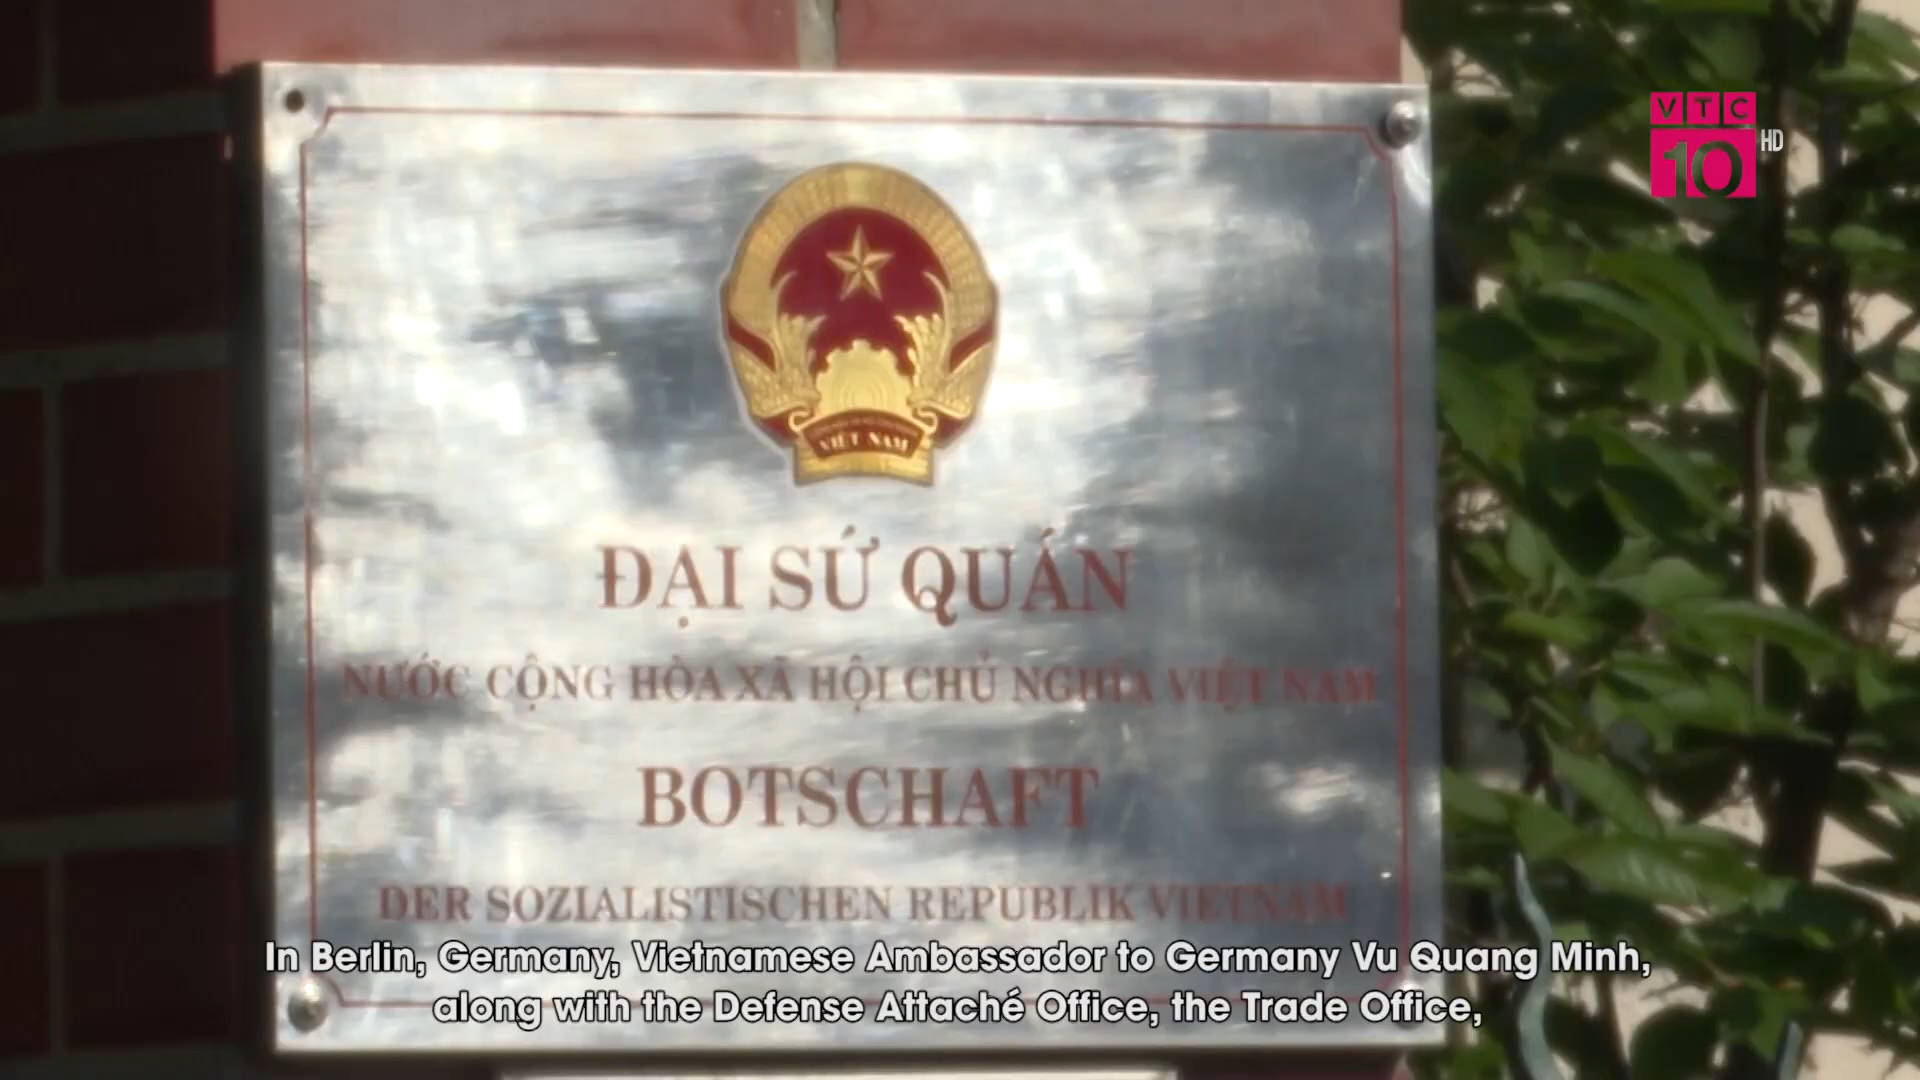 VTC
10 HD
VIỆT NAM
ĐẠI SỨ QUÁN
NƯỚC CỘNG HÒA XÃ HỘI CHỦ NGHĨA VIỆT NAM
BOTSCHAFT
DER SOZIALISTISCHEN REPUBLIK VIETNAM
In Berlin, Germany, Vietnamese Ambassador to Germany Vu Quang Minh,
along with the Defense Attaché Office, the Trade Office,